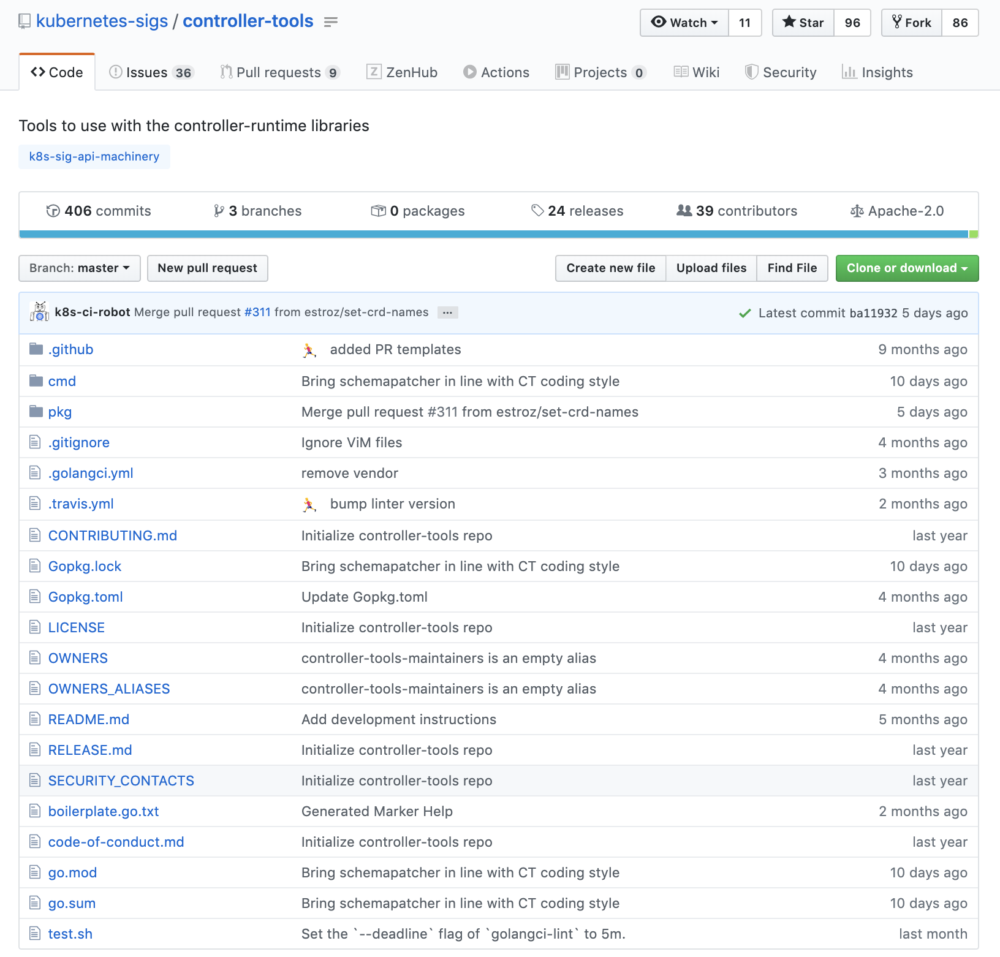 kubernetes-sigs / controller-tools
Watch 11 Star 96 Fork 86
Code Issues 36 Pull requests 9 Z ZenHub Actions Projects 0 Wiki Security Insights
Tools to use with the controller-runtime libraries
k8s-sig-api-machinery
406 commits 3 branches 0 packages 24 releases 39 contributors Apache-2.0
Branch: master New pull request Create new file Upload files Find File Clone or download
k8s-ci-robot Merge pull request #311 from estroz/set-crd-names ... Latest commit ba11932 5 days ago
.github 🏃 added PR templates 9 months ago
cmd Bring schemapatcher in line with CT coding style 10 days ago
pkg Merge pull request #311 from estroz/set-crd-names 5 days ago
.gitignore Ignore ViM files 4 months ago
.golangci.yml remove vendor 3 months ago
.travis.yml 🏃 bump linter version 2 months ago
CONTRIBUTING.md Initialize controller-tools repo last year
Gopkg.lock Bring schemapatcher in line with CT coding style 10 days ago
Gopkg.toml Update Gopkg.toml 4 months ago
LICENSE Initialize controller-tools repo last year
OWNERS controller-tools-maintainers is an empty alias 4 months ago
OWNERS_ALIASES controller-tools-maintainers is an empty alias 4 months ago
README.md Add development instructions 5 months ago
RELEASE.md Initialize controller-tools repo last year
SECURITY_CONTACTS Initialize controller-tools repo last year
boilerplate.go.txt Generated Marker Help 2 months ago
code-of-conduct.md Initialize controller-tools repo last year
go.mod Bring schemapatcher in line with CT coding style 10 days ago
go.sum Bring schemapatcher in line with CT coding style 10 days ago
test.sh Set the `--deadline` flag of `golangci-lint` to 5m. last month